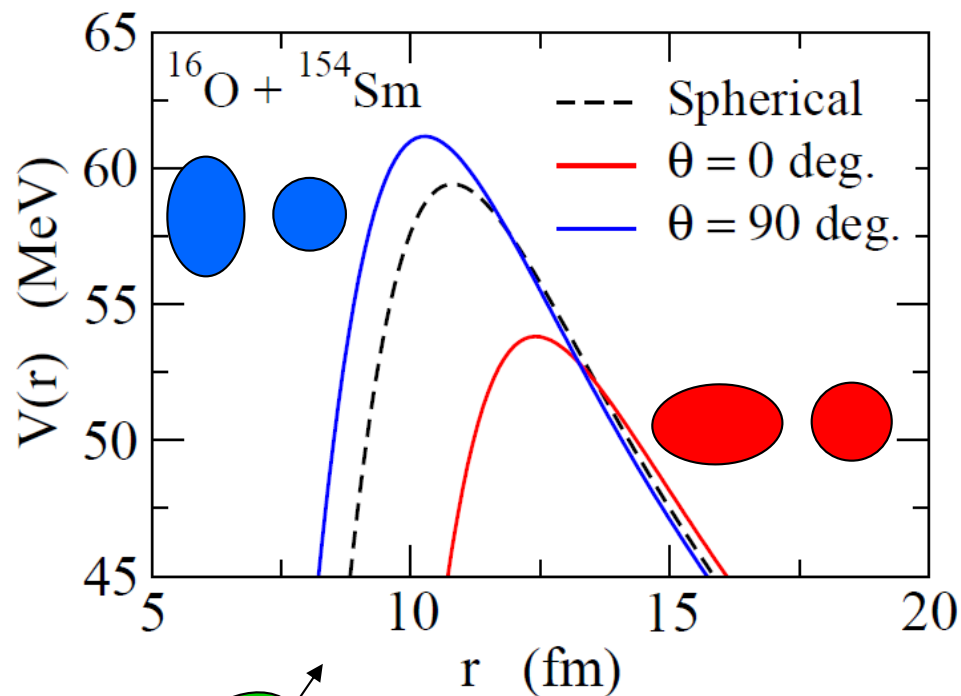 65
60
55
50
45
V(r) (MeV)
¹⁶O + ¹⁵⁴Sm
Spherical
θ = 0 deg.
θ = 90 deg.
5 10 15 20
r (fm)